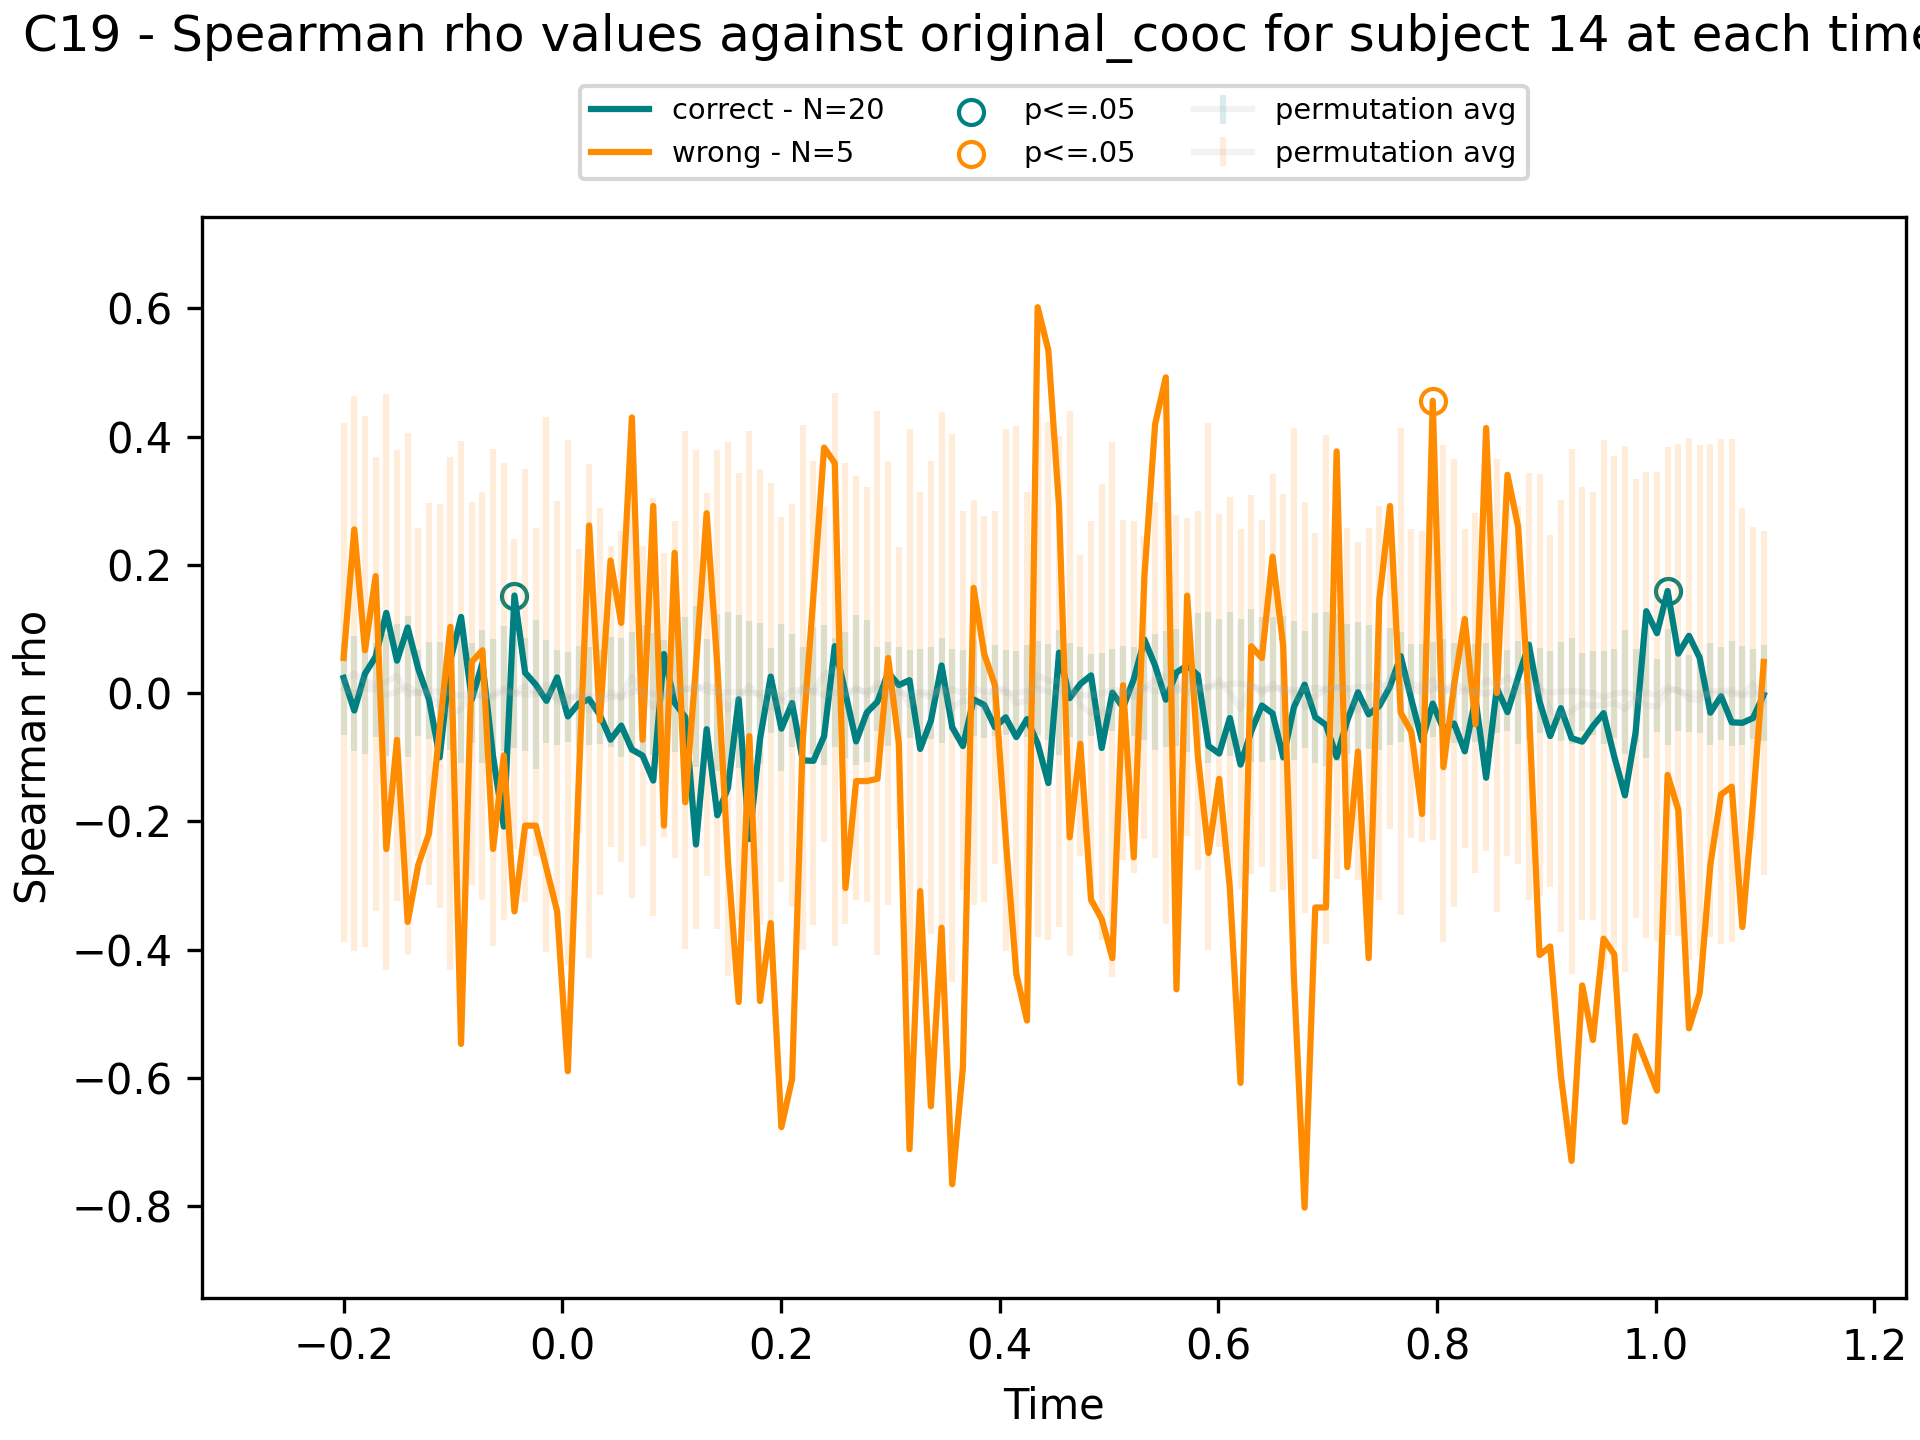 C19 - Spearman rho values against original_cooc for subject 14 at each time
correct - N=20
wrong - N=5
p<=.05
p<=.05
permutation avg
permutation avg
Spearman rho
0.6
0.4
0.2
0.0
−0.2
−0.4
−0.6
−0.8
−0.2 0.0 0.2 0.4 0.6 0.8 1.0 1.2
Time